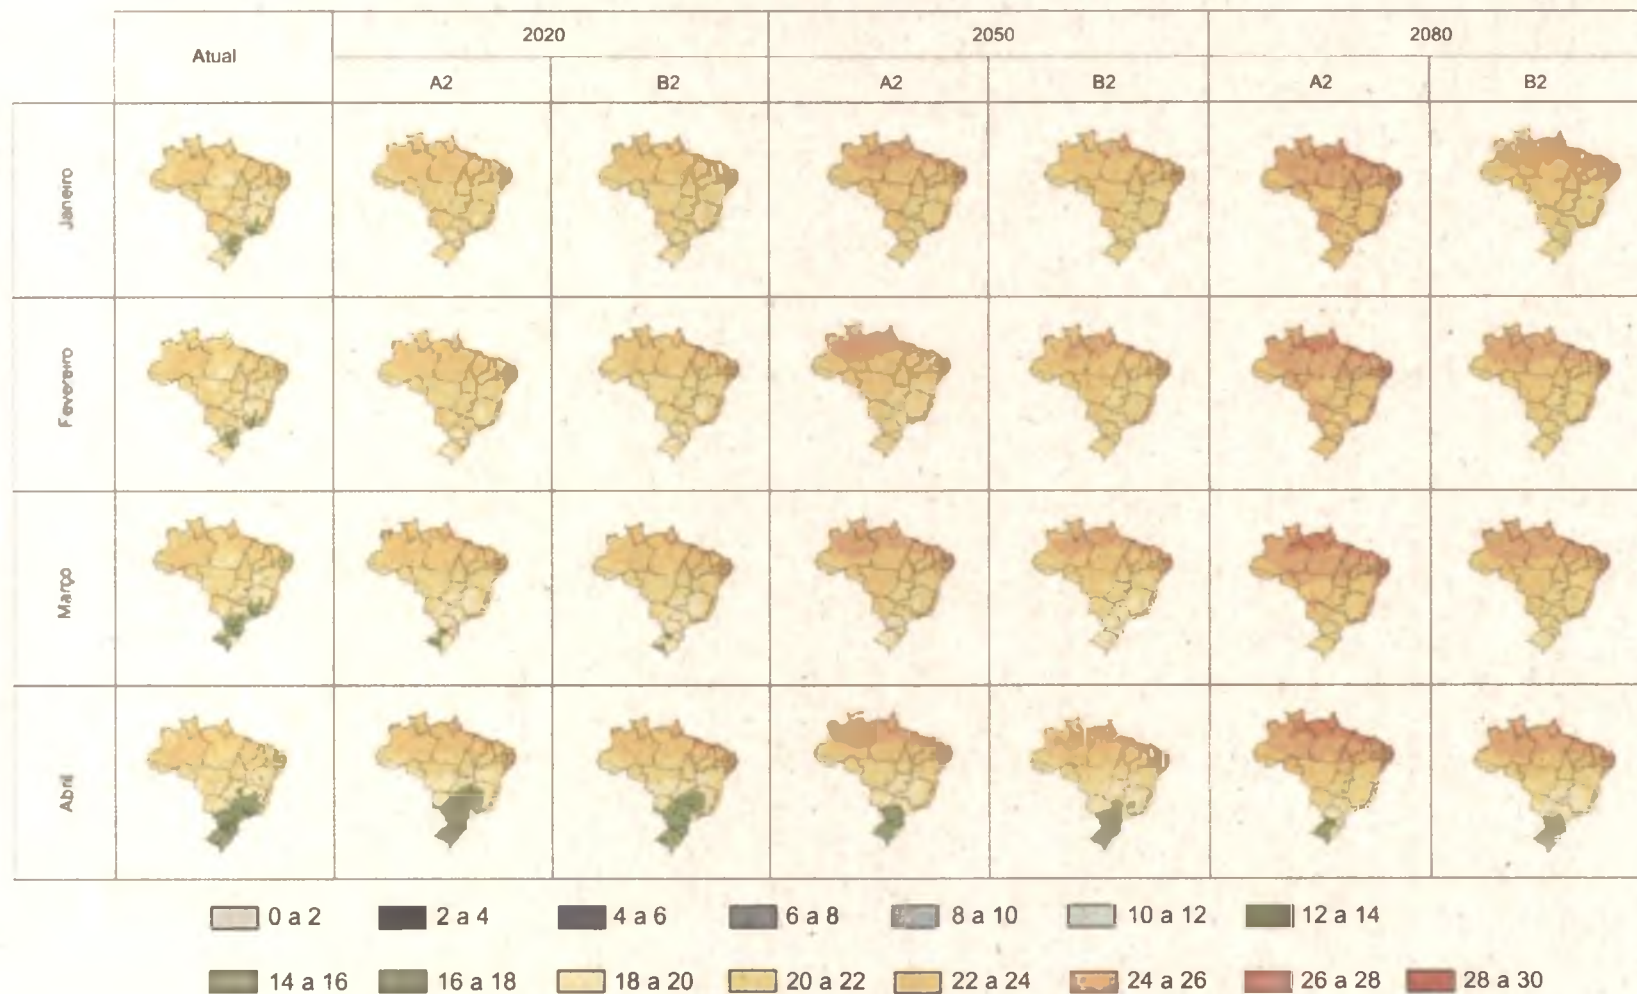 Atual 2020 2050 2080
A2 B2 A2 B2 A2 B2
Janeiro
Fevereiro
Março
Abril
0 a 2 2 a 4 4 a 6 6 a 8 8 a 10 10 a 12 12 a 14
14 a 16 16 a 18 18 a 20 20 a 22 22 a 24 24 a 26 26 a 28 28 a 30